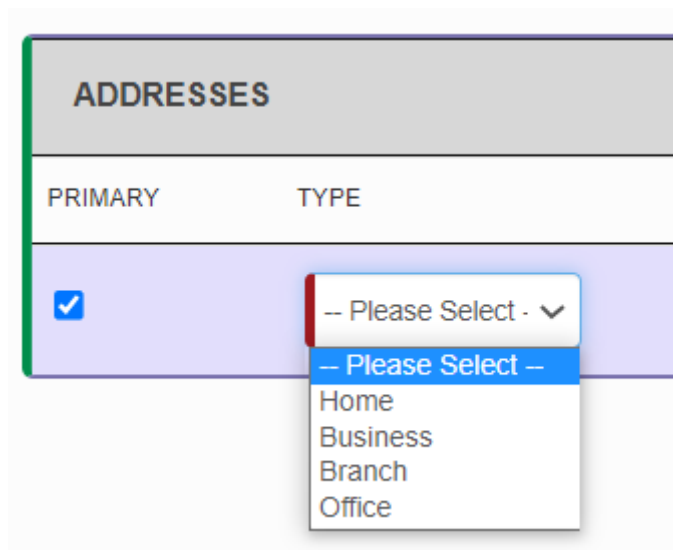 ADDRESSES
PRIMARY TYPE
-- Please Select -
-- Please Select --
Home
Business
Branch
Office